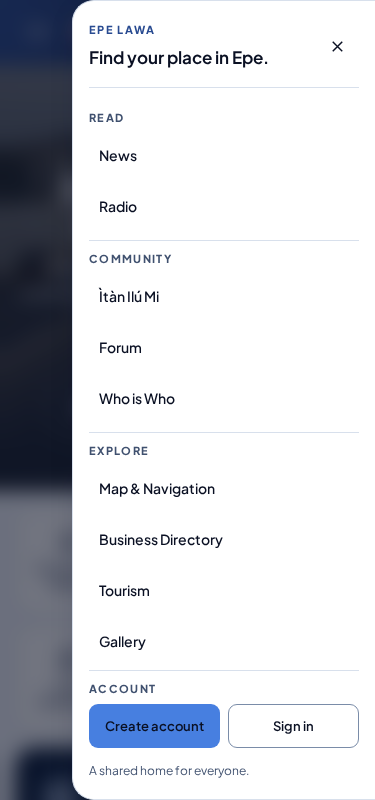 EPE LAWA
Find your place in Epe.
READ
News
Radio
COMMUNITY
Ìtàn Ilú Mi
Forum
Who is Who
EXPLORE
Map & Navigation
Business Directory
Tourism
Gallery
ACCOUNT
Create account
Sign in
A shared home for everyone.